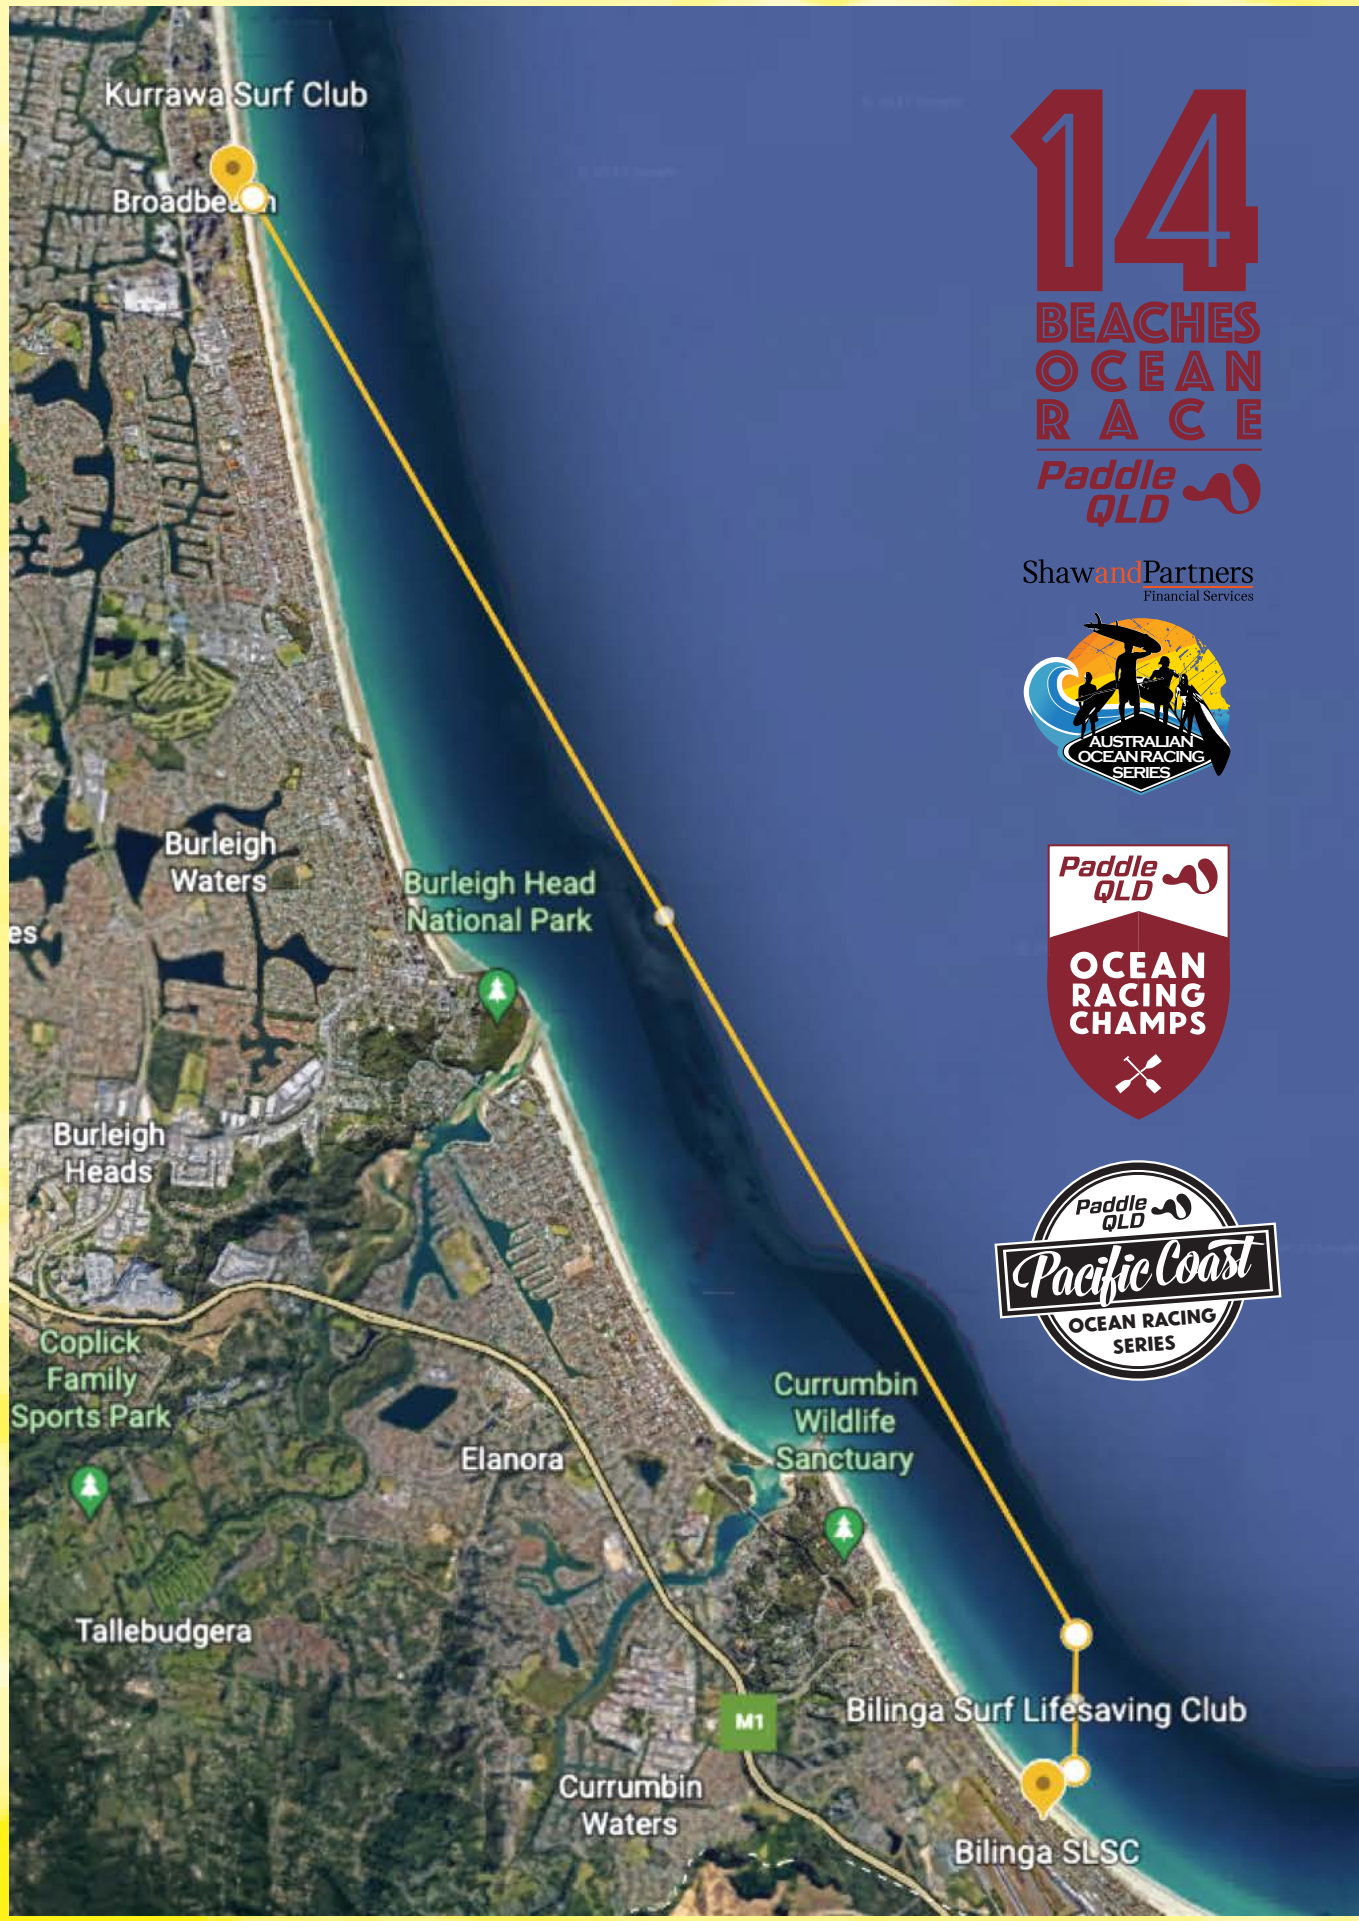 Kurrawa Surf Club
14
BEACHES
OCEAN
RACE
Paddle
QLD
ShawandPartners
Financial Services
AUSTRALIAN
OCEAN RACING
SERIES
Burleigh
Waters
Burleigh Head
National Park
es
Paddle
QLD
OCEAN
RACING
CHAMPS
Burleigh
Heads
Paddle
QLD
Pacific Coast
OCEAN RACING
SERIES
Coplick
Family
Sports Park
Currumbin
Wildlife
Sanctuary
Elanora
Tallebudgera
Bilinga Surf Lifesaving Club
M1
Currumbin
Waters
Bilinga SLSC